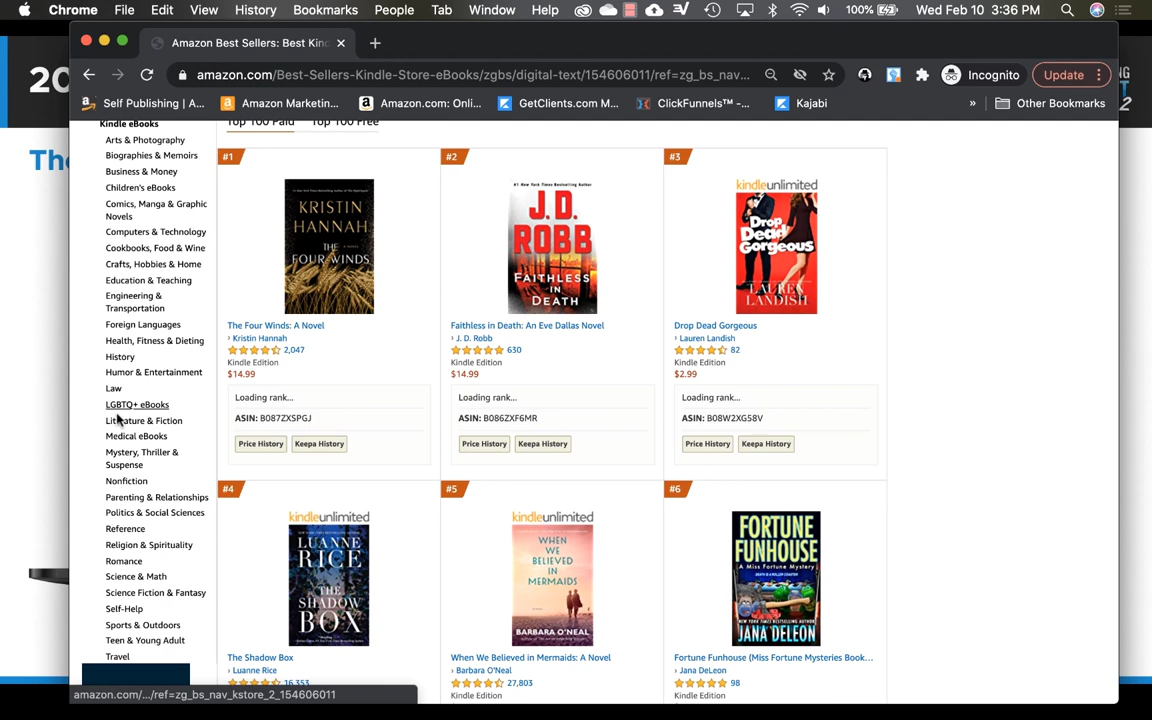 Chrome File Edit View History Bookmarks People Tab Window Help 100% Wed Feb 10 3:36 PM
Amazon Best Sellers: Best Kin
amazon.com/Best-Sellers-Kindle-Store-eBooks/zgbs/digital-text/154606011/ref=zg_bs_nav... Incognito Update
Self Publishing | A... Amazon Marketin... Amazon.com: Onli... GetClients.com M... ClickFunnels™ -... Kajabi » Other Bookmarks
20
NG
2
The
Kindle eBooks
Arts & Photography
Biographies & Memoirs
Business & Money
Children's eBooks
Comics, Manga & Graphic
Novels
Computers & Technology
Cookbooks, Food & Wine
Crafts, Hobbies & Home
Education & Teaching
Engineering &
Transportation
Foreign Languages
Health, Fitness & Dieting
History
Humor & Entertainment
Law
LGBTQ+ eBooks
Literature & Fiction
Medical eBooks
Mystery, Thriller &
Suspense
Nonfiction
Parenting & Relationships
Politics & Social Sciences
Reference
Religion & Spirituality
Romance
Science & Math
Science Fiction & Fantasy
Self-Help
Sports & Outdoors
Teen & Young Adult
Travel
amazon.com/.../ref=zg_bs_nav_kstore_2_154606011
Top 100 Paid Top 100 Free
#1
KRISTIN
HANNAH
THE
FOUR WINDS
The Four Winds: A Novel
› Kristin Hannah
2,047
Kindle Edition
$14.99
Loading rank...
ASIN: B087ZXSPGJ
Price History Keepa History
#2
#1 New York Times Bestselling Author
J.D.
ROBB
FAITHLESS
IN
DEATH
Faithless in Death: An Eve Dallas Novel
› J. D. Robb
630
Kindle Edition
$14.99
Loading rank...
ASIN: B086ZXF6MR
Price History Keepa History
#3
kindleunlimited
Drop
Dead
Gorgeous
LAUREN
LANDISH
Drop Dead Gorgeous
› Lauren Landish
82
Kindle Edition
$2.99
Loading rank...
ASIN: B08W2XG58V
Price History Keepa History
#4
kindleunlimited
LUANNE
RICE
THE
SHADOW
BOX
The Shadow Box
› Luanne Rice
16,353
#5
kindleunlimited
WHEN
WE
BELIEVED
IN
MERMAIDS
BARBARA O'NEAL
When We Believed in Mermaids: A Novel
› Barbara O'Neal
27,803
Kindle Edition
#6
FORTUNE
FUNHOUSE
A Miss Fortune Mystery
JANA DELEON
Fortune Funhouse (Miss Fortune Mysteries Book...
› Jana DeLeon
98
Kindle Edition